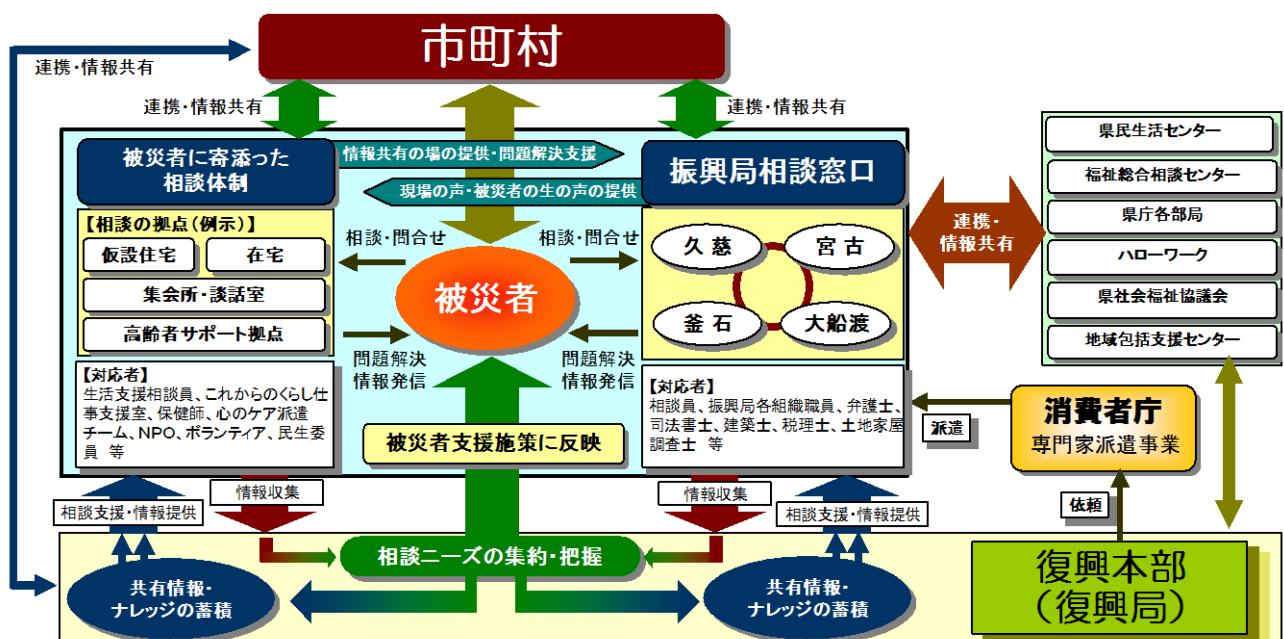 市町村
連携・情報共有
連携・情報共有
連携・情報共有
被災者に寄添った
相談体制
情報共有の場の提供・問題解決支援
現場の声・被災者の生の声の提供
振興局相談窓口
【相談の拠点（例示）】
仮設住宅
在宅
集会所・談話室
高齢者サポート拠点
相談・問合せ
相談・問合せ
被災者
問題解決
情報発信
問題解決
情報発信
久慈
宮古
釜石
大船渡
連携・
情報共有
県民生活センター
福祉総合相談センター
県庁各部局
ハローワーク
県社会福祉協議会
地域包括支援センター
【対応者】
生活支援相談員、これからのくらし仕
事支援室、保健師、心のケア派遣
チーム、NPO、ボランティア、民生委
員 等
被災者支援施策に反映
【対応者】
相談員、振興局各組織職員、弁護士、
司法書士、建築士、税理士、土地家屋
調査士 等
派遣
消費者庁
専門家派遣事業
依頼
情報収集
相談支援・情報提供
情報収集
相談支援・情報提供
相談ニーズの集約・把握
共有情報・
ナレッジの蓄積
共有情報・
ナレッジの蓄積
復興本部
（復興局）